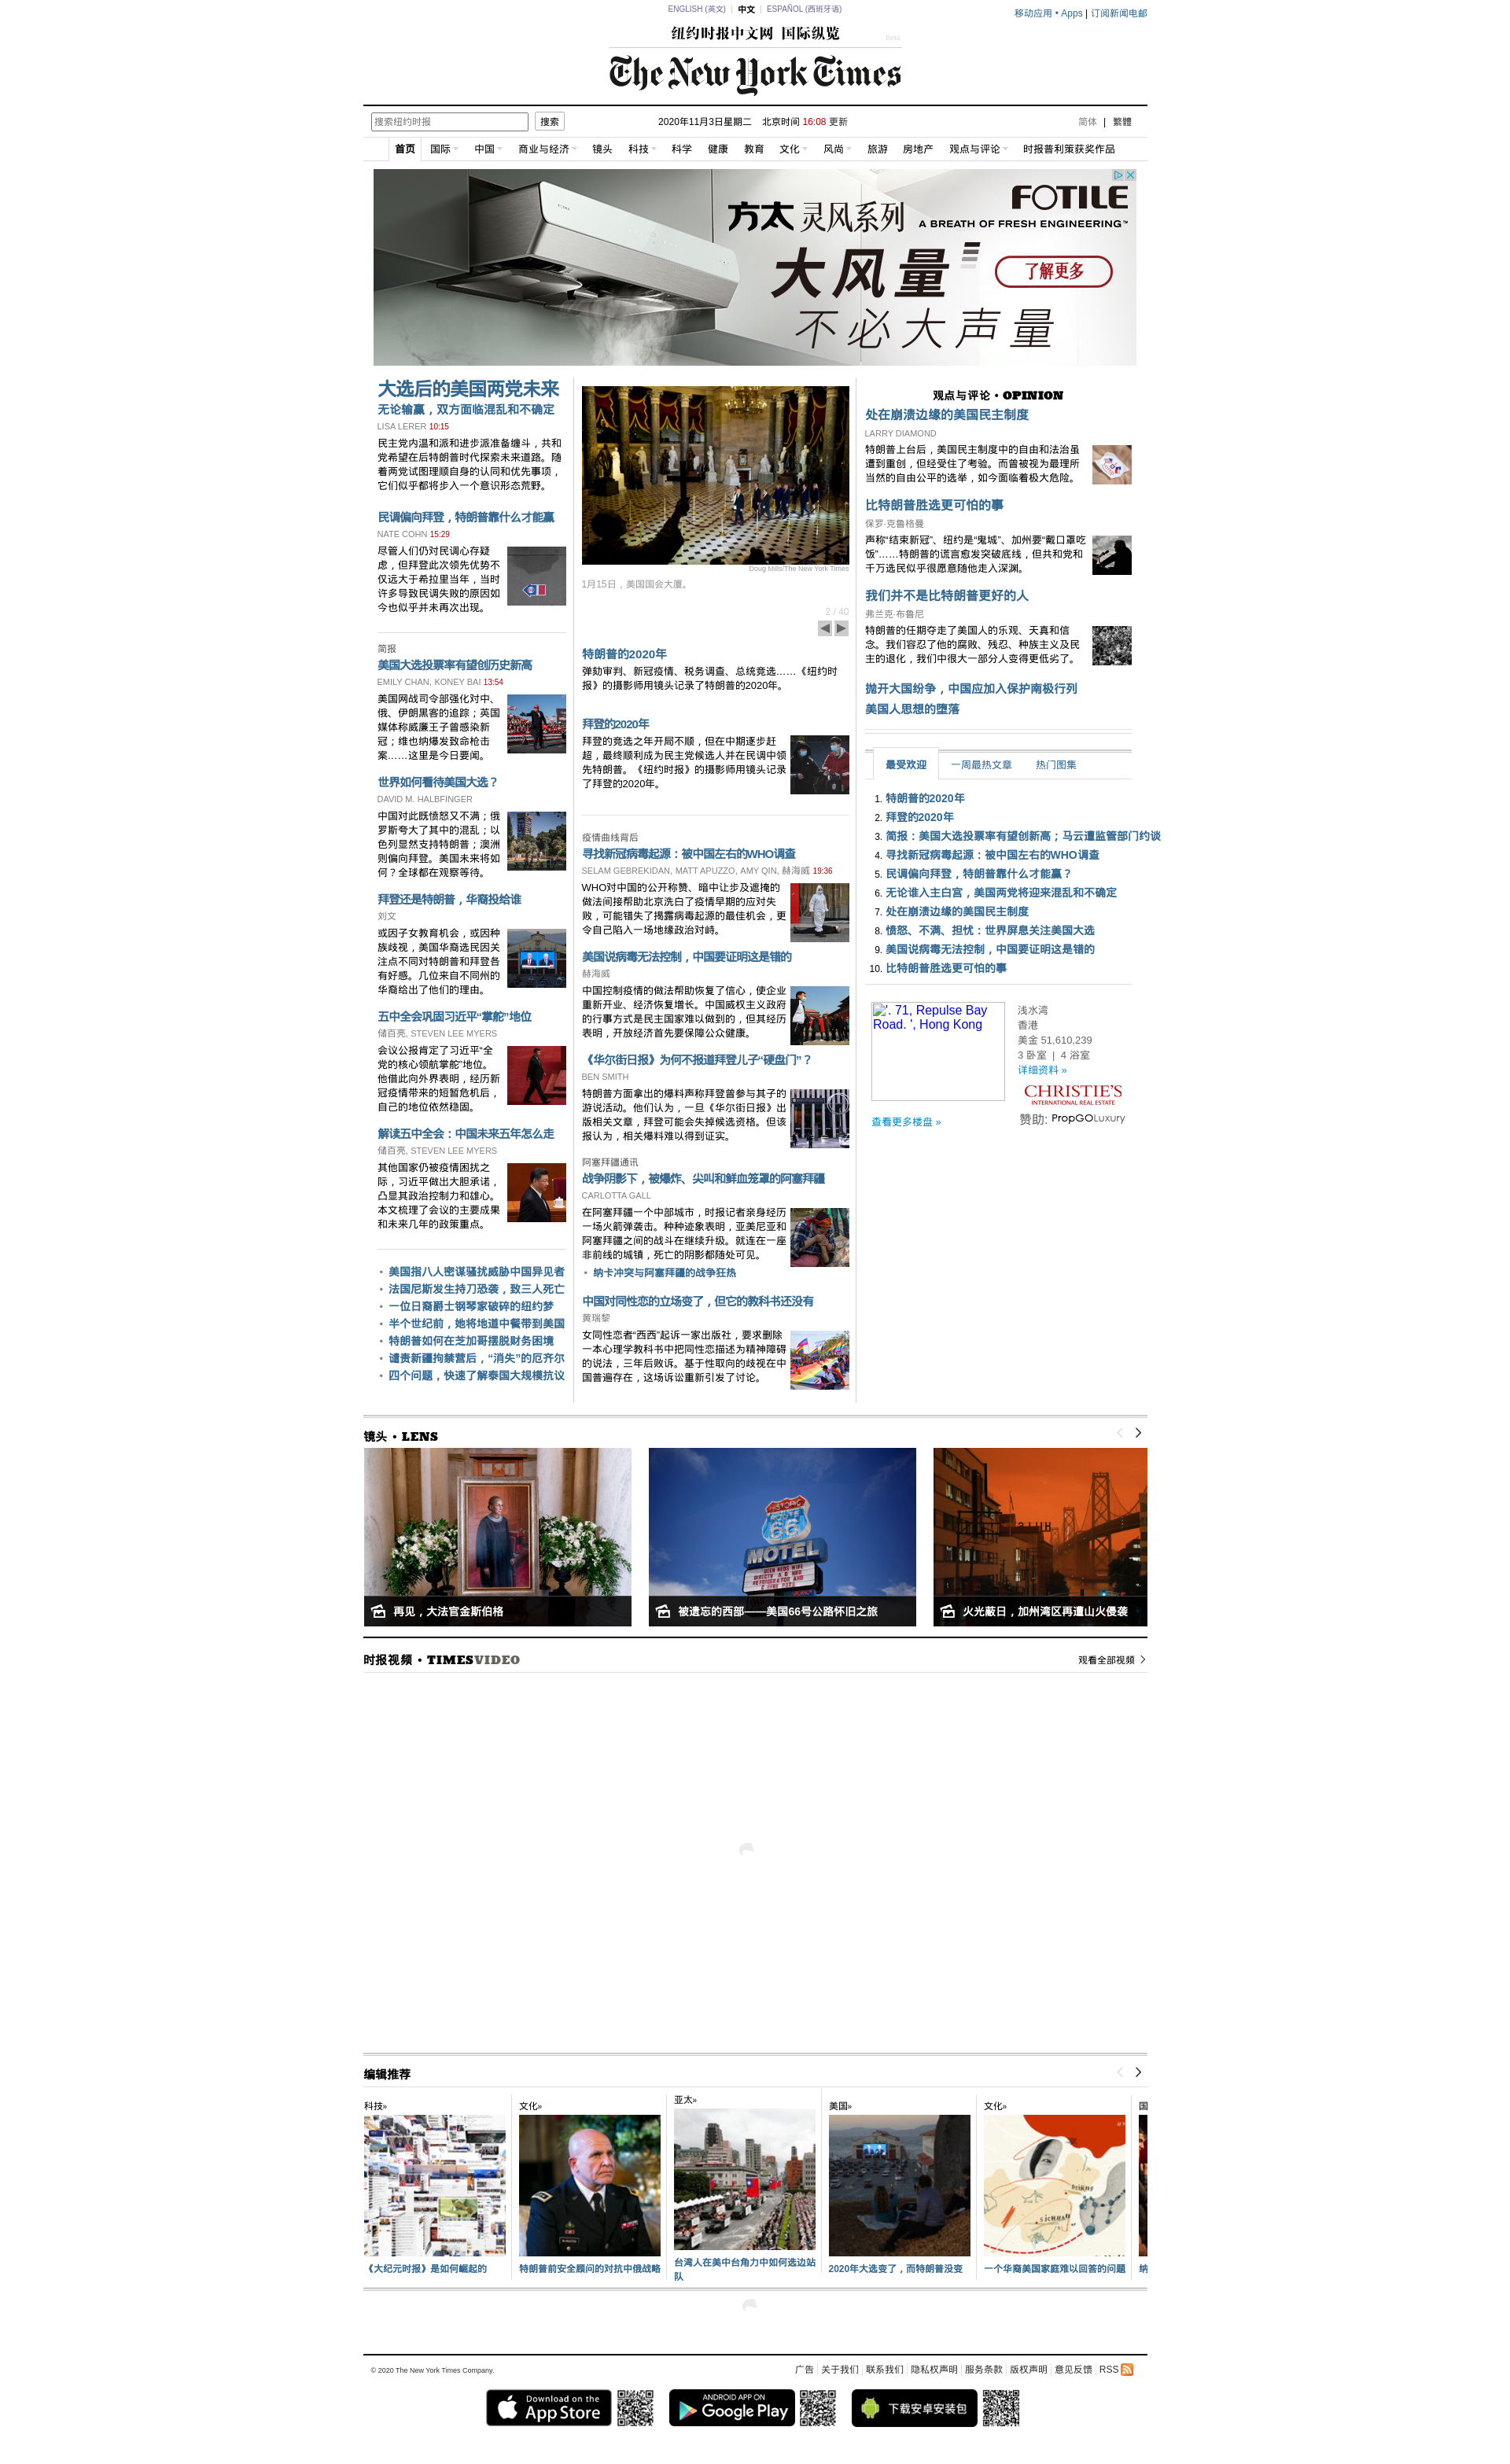 ENGLISH (英文) | 中文 | ESPAÑOL (西班牙语)
移动应用 • Apps | 订阅新闻电邮
纽约时报中文网 国际纵览
Beta
The New York Times
搜索纽约时报
搜索
2020年11月3日星期二 北京时间 16:08 更新
简体 | 繁體
首页 国际 中国 商业与经济 镜头 科技 科学 健康 教育 文化 风尚 旅游 房地产 观点与评论 时报普利策获奖作品
FOTILE
方太 灵风系列
A BREATH OF FRESH ENGINEERING™
大风量
了解更多
不必大声量
大选后的美国两党未来
无论输赢，双方面临混乱和不确定
LISA LERER 10:15
民主党内温和派和进步派准备缠斗，共和
党希望在后特朗普时代探索未来道路。随
着两党试图理顺自身的认同和优先事项，
它们似乎都将步入一个意识形态荒野。
民调偏向拜登，特朗普靠什么才能赢
NATE COHN 15:29
尽管人们仍对民调心存疑
虑，但拜登此次领先优势不
仅远大于希拉里当年，当时
许多导致民调失败的原因如
今也似乎并未再次出现。
简报
美国大选投票率有望创历史新高
EMILY CHAN, KONEY BAI 13:54
美国网战司令部强化对中、
俄、伊朗黑客的追踪；英国
媒体称威廉王子曾感染新
冠；维也纳爆发致命枪击
案……这里是今日要闻。
世界如何看待美国大选？
DAVID M. HALBFINGER
中国对此既愤怒又不满；俄
罗斯夸大了其中的混乱；以
色列显然支持特朗普；澳洲
则偏向拜登。美国未来将如
何？全球都在观察等待。
拜登还是特朗普，华裔投给谁
刘文
或因子女教育机会，或因种
族歧视，美国华裔选民因关
注点不同对特朗普和拜登各
有好感。几位来自不同州的
华裔给出了他们的理由。
五中全会巩固习近平“掌舵”地位
储百亮, STEVEN LEE MYERS
会议公报肯定了习近平“全
党的核心领航掌舵”地位。
他借此向外界表明，经历新
冠疫情带来的短暂危机后，
自己的地位依然稳固。
解读五中全会：中国未来五年怎么走
储百亮, STEVEN LEE MYERS
其他国家仍被疫情困扰之
际，习近平做出大胆承诺，
凸显其政治控制力和雄心。
本文梳理了会议的主要成果
和未来几年的政策重点。
• 美国指八人密谋骚扰威胁中国异见者
• 法国尼斯发生持刀恐袭，致三人死亡
• 一位日裔爵士钢琴家破碎的纽约梦
• 半个世纪前，她将地道中餐带到美国
• 特朗普如何在芝加哥摆脱财务困境
• 谴责新疆拘禁营后，“消失”的厄齐尔
• 四个问题，快速了解泰国大规模抗议
Doug Mills/The New York Times
1月15日，美国国会大厦。
2 / 40
特朗普的2020年
弹劾审判、新冠疫情、税务调查、总统竞选……《纽约时
报》的摄影师用镜头记录了特朗普的2020年。
拜登的2020年
拜登的竞选之年开局不顺，但在中期逐步赶
超，最终顺利成为民主党候选人并在民调中领
先特朗普。《纽约时报》的摄影师用镜头记录
了拜登的2020年。
疫情曲线背后
寻找新冠病毒起源：被中国左右的WHO调查
SELAM GEBREKIDAN, MATT APUZZO, AMY QIN, 赫海威 19:36
WHO对中国的公开称赞、暗中让步及遮掩的
做法间接帮助北京洗白了疫情早期的应对失
败，可能错失了揭露病毒起源的最佳机会，更
令自己陷入一场地缘政治对峙。
美国说病毒无法控制，中国要证明这是错的
赫海威
中国控制疫情的做法帮助恢复了信心，使企业
重新开业、经济恢复增长。中国威权主义政府
的行事方式是民主国家难以做到的，但其经历
表明，开放经济首先要保障公众健康。
《华尔街日报》为何不报道拜登儿子“硬盘门”？
BEN SMITH
特朗普方面拿出的爆料声称拜登曾参与其子的
游说活动。他们认为，一旦《华尔街日报》出
版相关文章，拜登可能会失掉候选资格。但该
报认为，相关爆料难以得到证实。
阿塞拜疆通讯
战争阴影下，被爆炸、尖叫和鲜血笼罩的阿塞拜疆
CARLOTTA GALL
在阿塞拜疆一个中部城市，时报记者亲身经历
一场火箭弹袭击。种种迹象表明，亚美尼亚和
阿塞拜疆之间的战斗在继续升级。就连在一座
非前线的城镇，死亡的阴影都随处可见。
• 纳卡冲突与阿塞拜疆的战争狂热
中国对同性恋的立场变了，但它的教科书还没有
黄瑞黎
女同性恋者“西西”起诉一家出版社，要求删除
一本心理学教科书中把同性恋描述为精神障碍
的说法，三年后败诉。基于性取向的歧视在中
国普遍存在，这场诉讼重新引发了讨论。
观点与评论 • OPINION
处在崩溃边缘的美国民主制度
LARRY DIAMOND
特朗普上台后，美国民主制度中的自由和法治虽
遭到重创，但经受住了考验。而曾被视为最理所
当然的自由公平的选举，如今面临着极大危险。
比特朗普胜选更可怕的事
保罗·克鲁格曼
声称“结束新冠”、纽约是“鬼城”、加州要“戴口罩吃
饭”……特朗普的谎言愈发突破底线，但共和党和
千万选民似乎很愿意随他走入深渊。
我们并不是比特朗普更好的人
弗兰克·布鲁尼
特朗普的任期夺走了美国人的乐观、天真和信
念。我们容忍了他的腐败、残忍、种族主义及民
主的退化，我们中很大一部分人变得更低劣了。
抛开大国纷争，中国应加入保护南极行列
美国人思想的堕落
最受欢迎 一周最热文章 热门图集
1. 特朗普的2020年
2. 拜登的2020年
3. 简报：美国大选投票率有望创新高；马云遭监管部门约谈
4. 寻找新冠病毒起源：被中国左右的WHO调查
5. 民调偏向拜登，特朗普靠什么才能赢？
6. 无论谁入主白宫，美国两党将迎来混乱和不确定
7. 处在崩溃边缘的美国民主制度
8. 愤怒、不满、担忧：世界屏息关注美国大选
9. 美国说病毒无法控制，中国要证明这是错的
10. 比特朗普胜选更可怕的事
'. 71, Repulse Bay
Road. ', Hong Kong
浅水湾
香港
美金 51,610,239
3 卧室 | 4 浴室
详细资料 »
CHRISTIE'S
INTERNATIONAL REAL ESTATE
查看更多楼盘 »
赞助: PropGOLuxury
镜头 • LENS
HISTORIC
ROUTE
66
MOTEL
再见，大法官金斯伯格
被遗忘的西部——美国66号公路怀旧之旅
火光蔽日，加州湾区再遭山火侵袭
时报视频 • TIMESVIDEO
观看全部视频
编辑推荐
科技»
《大纪元时报》是如何崛起的
文化»
特朗普前安全顾问的对抗中俄战略
亚太»
台湾人在美中台角力中如何选边站
队
美国»
2020年大选变了，而特朗普没变
文化»
一个华裔美国家庭难以回答的问题
国
纳
© 2020 The New York Times Company.
广告 | 关于我们 | 联系我们 | 隐私权声明 | 服务条款 | 版权声明 | 意见反馈 | RSS
Download on the
App Store
ANDROID APP ON
Google Play
下载安卓安装包